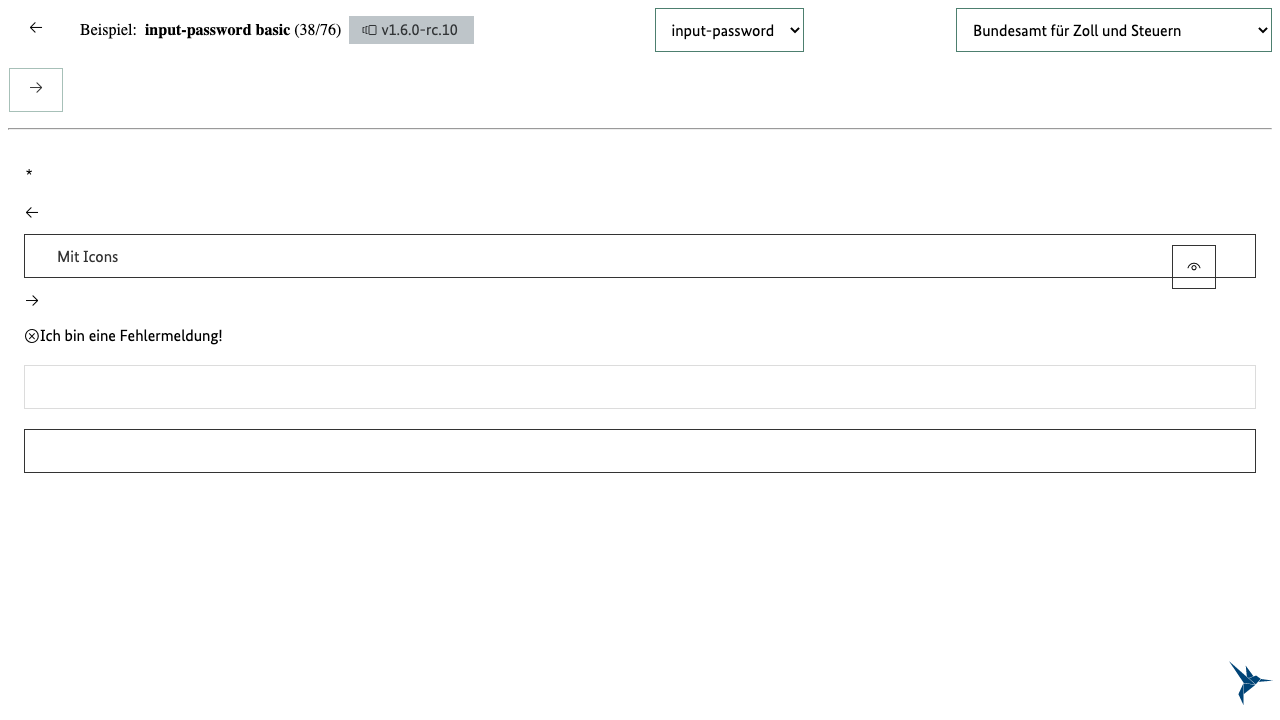 ← Beispiel: input-password basic (38/76) v1.6.0-rc.10 input-password Bundesamt für Zoll und Steuern
→
*
←
Mit Icons
→
Ich bin eine Fehlermeldung!